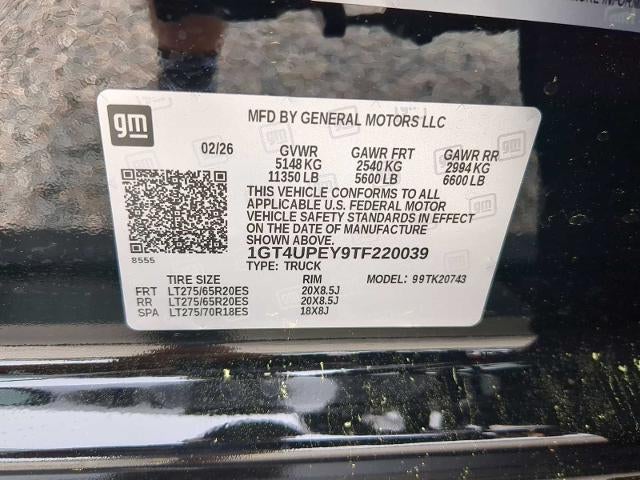 URE INFOR
gm
MFD BY GENERAL MOTORS LLC
02/26 GVWR GAWR FRT GAWR RR
5148 KG 2540 KG 2994 KG
11350 LB 5600 LB 6600 LB
THIS VEHICLE CONFORMS TO ALL
APPLICABLE U.S. FEDERAL MOTOR
VEHICLE SAFETY STANDARDS IN EFFECT
ON THE DATE OF MANUFACTURE
SHOWN ABOVE.
8555
1GT4UPEY9TF220039
TYPE: TRUCK
TIRE SIZE RIM MODEL: 99TK20743
FRT LT275/65R20ES 20X8.5J
RR LT275/65R20ES 20X8.5J
SPA LT275/70R18ES 18X8J